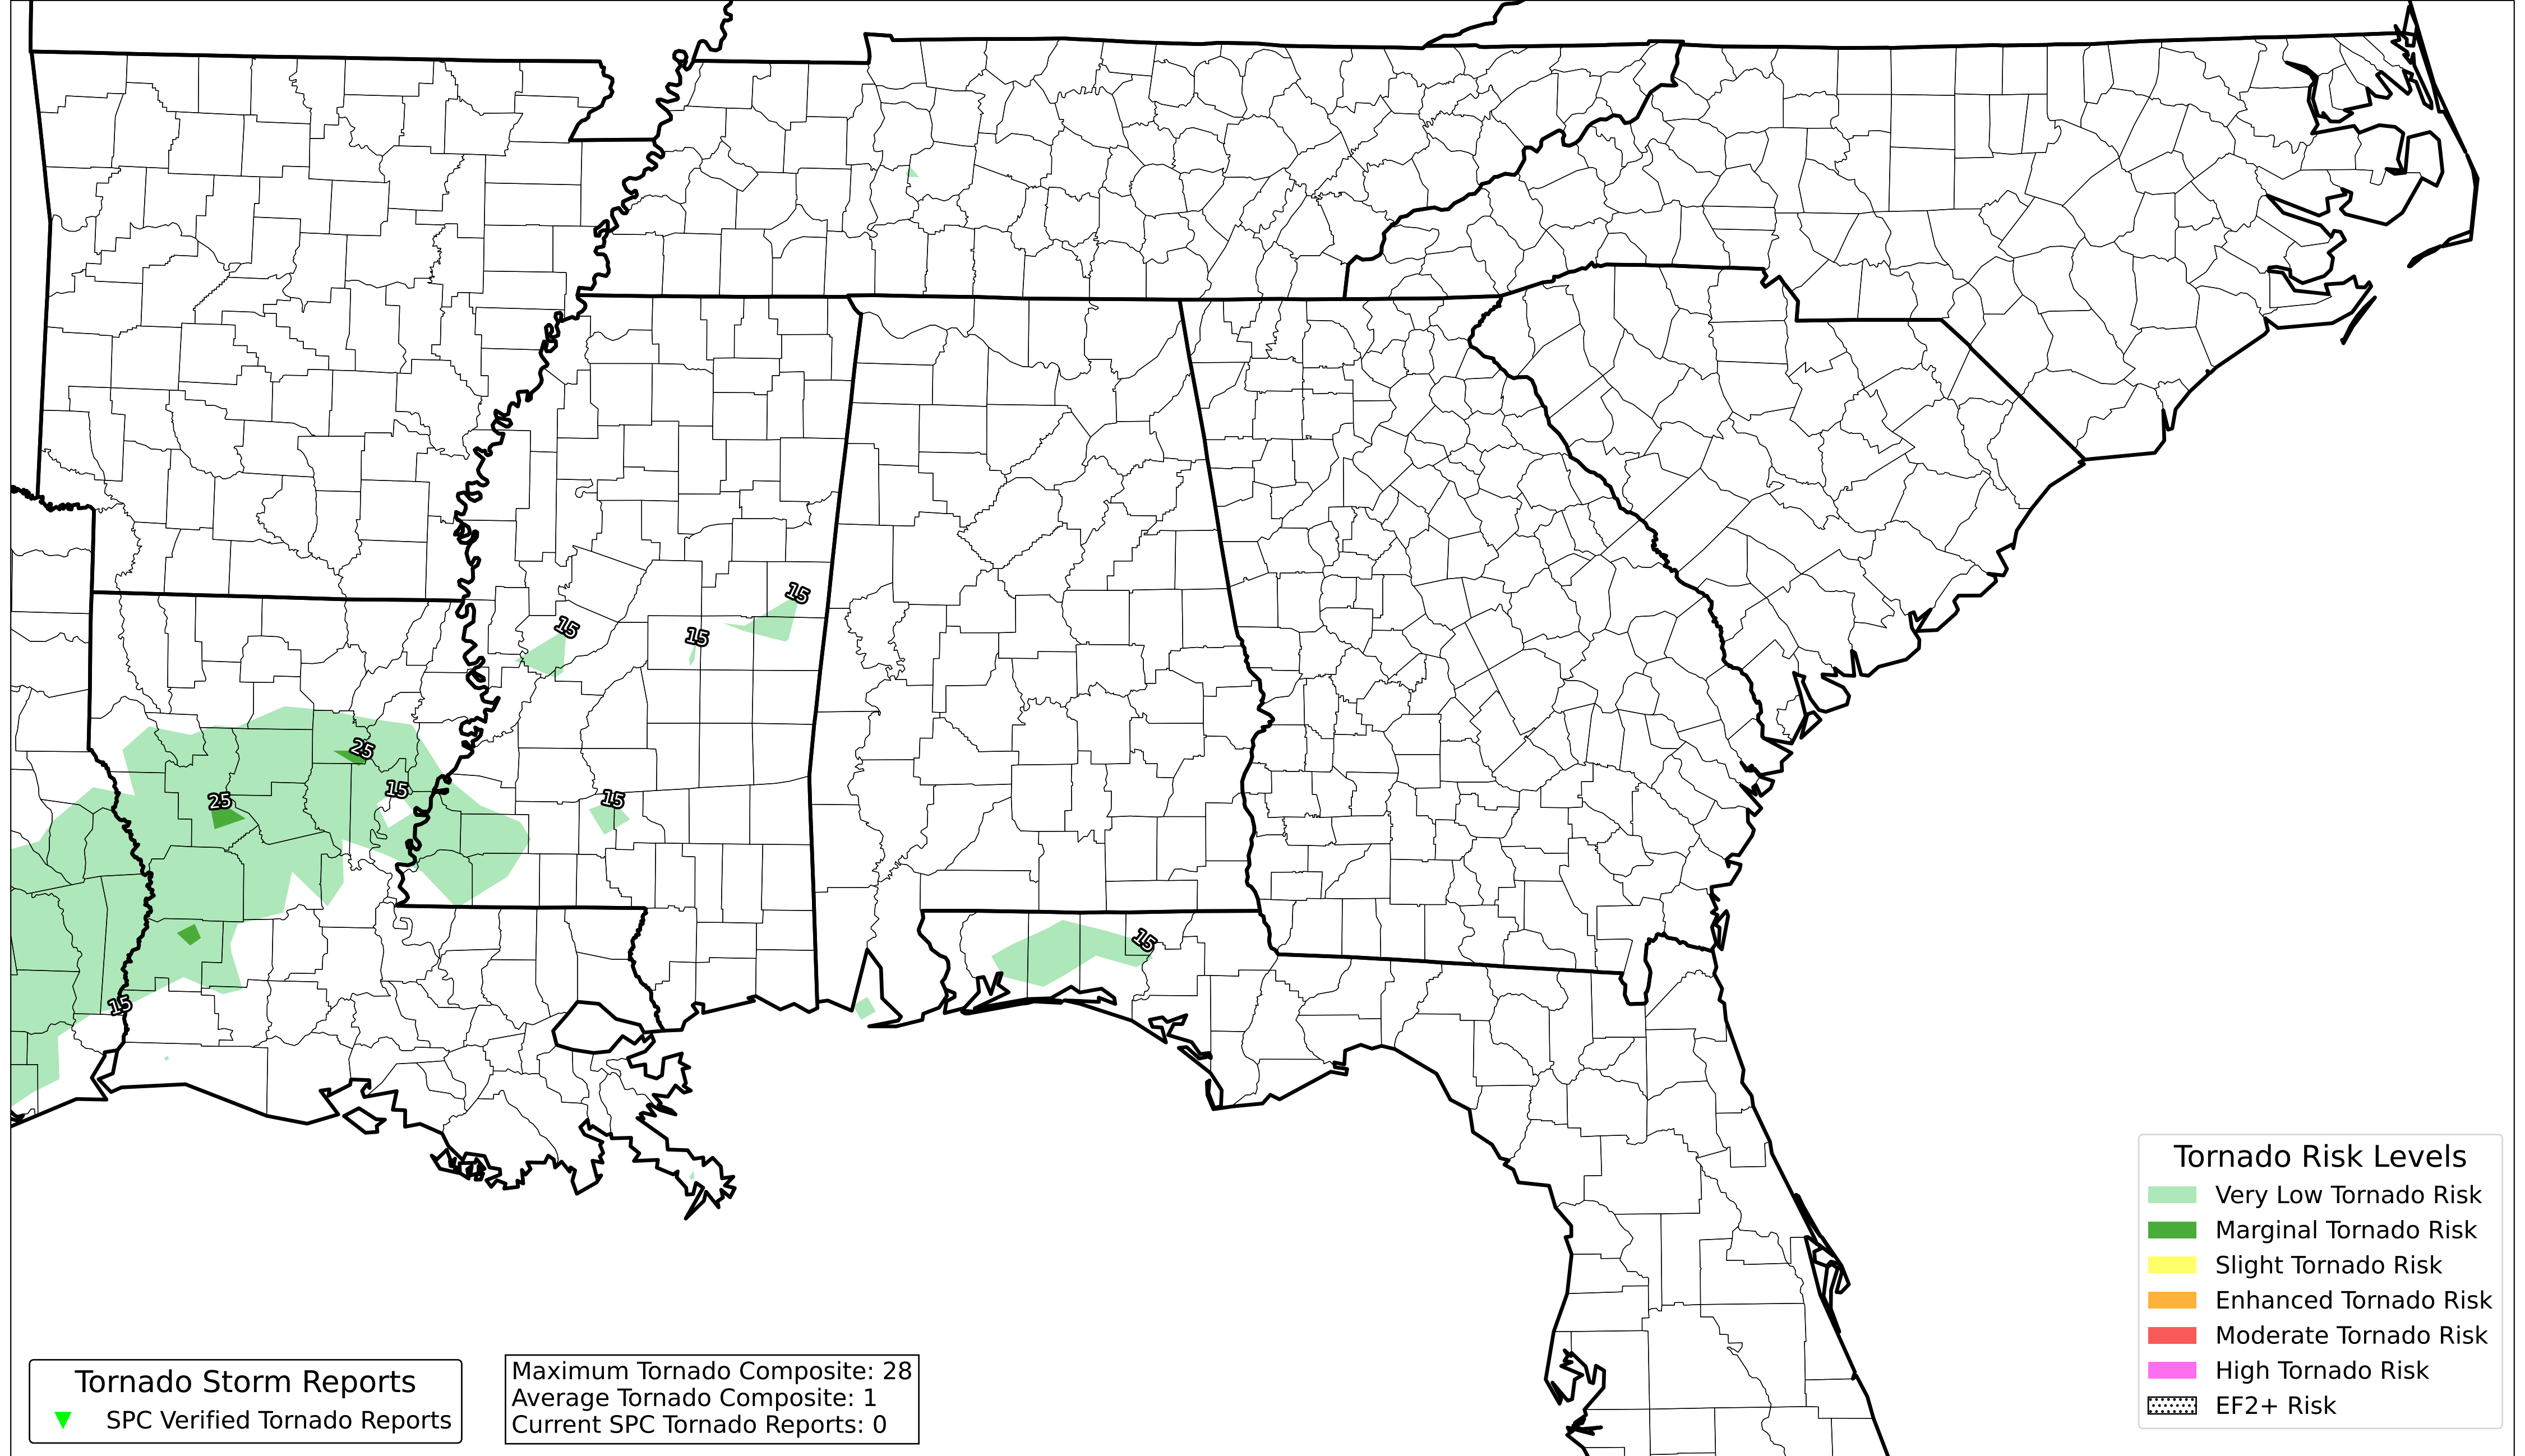 15
15
15
25
15
25
15
15
15
Tornado Risk Levels
Very Low Tornado Risk
Marginal Tornado Risk
Slight Tornado Risk
Enhanced Tornado Risk
Moderate Tornado Risk
High Tornado Risk
EF2+ Risk
Tornado Storm Reports
SPC Verified Tornado Reports
Maximum Tornado Composite: 28
Average Tornado Composite: 1
Current SPC Tornado Reports: 0